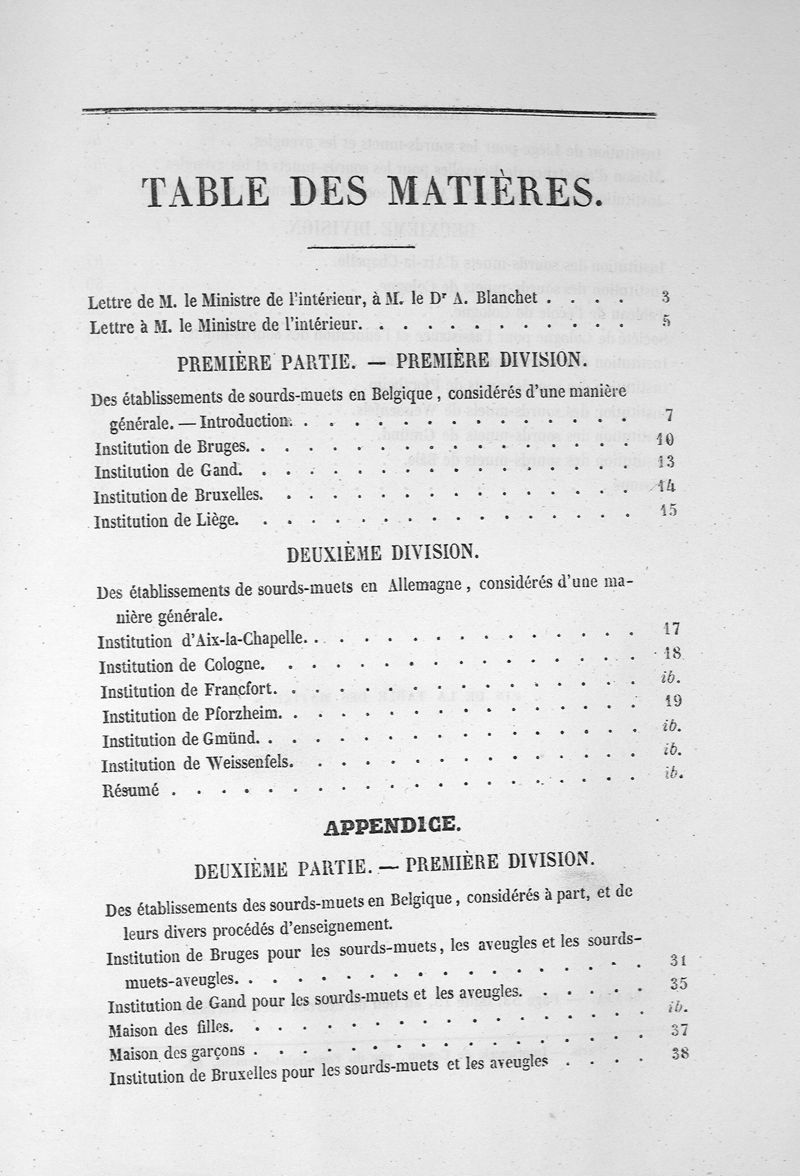 TABLE DES MATIÈRES.
Lettre de M. le Ministre de l'intérieur, à M. le Dr A. Blanchet . . . . 3
Lettre à M. le Ministre de l'intérieur. . . . . . . . . . . . 5
PREMIÈRE PARTIE. — PREMIÈRE DIVISION.
Des établissements de sourds-muets en Belgique, considérés d'une manière
générale. — Introduction. . . . . . . . . . . . . . . 7
Institution de Bruges. . . . . . . . . . . . . . . . . 10
Institution de Gand. . . . . . . . . . . . . . . . . 13
Institution de Bruxelles. . . . . . . . . . . . . . . . 14
Institution de Liège. . . . . . . . . . . . . . . . . 15
DEUXIÈME DIVISION.
Des établissements de sourds-muets en Allemagne, considérés d'une ma-
nière générale.
Institution d'Aix-la-Chapelle. . . . . . . . . . . . . . . 17
Institution de Cologne. . . . . . . . . . . . . . . . 18
Institution de Francfort. . . . . . . . . . . . . . . . ib.
Institution de Pforzheim. . . . . . . . . . . . . . . . 19
Institution de Gmünd. . . . . . . . . . . . . . . . . ib.
Institution de Weissenfels. . . . . . . . . . . . . . . ib.
Résumé . . . . . . . . . . . . . . . . . . . . ib.
APPENDICE.
DEUXIÈME PARTIE. — PREMIÈRE DIVISION.
Des établissements des sourds-muets en Belgique, considérés à part, et de
leurs divers procédés d'enseignement.
Institution de Bruges pour les sourds-muets, les aveugles et les sourds-
muets-aveugles. . . . . . . . . . . . . . . . . . 31
Institution de Gand pour les sourds-muets et les aveugles. . . . . . 35
Maison des filles. . . . . . . . . . . . . . . . . . ib.
Maison des garçons . . . . . . . . . . . . . . . . . 37
Institution de Bruxelles pour les sourds-muets et les aveugles . . . . 38